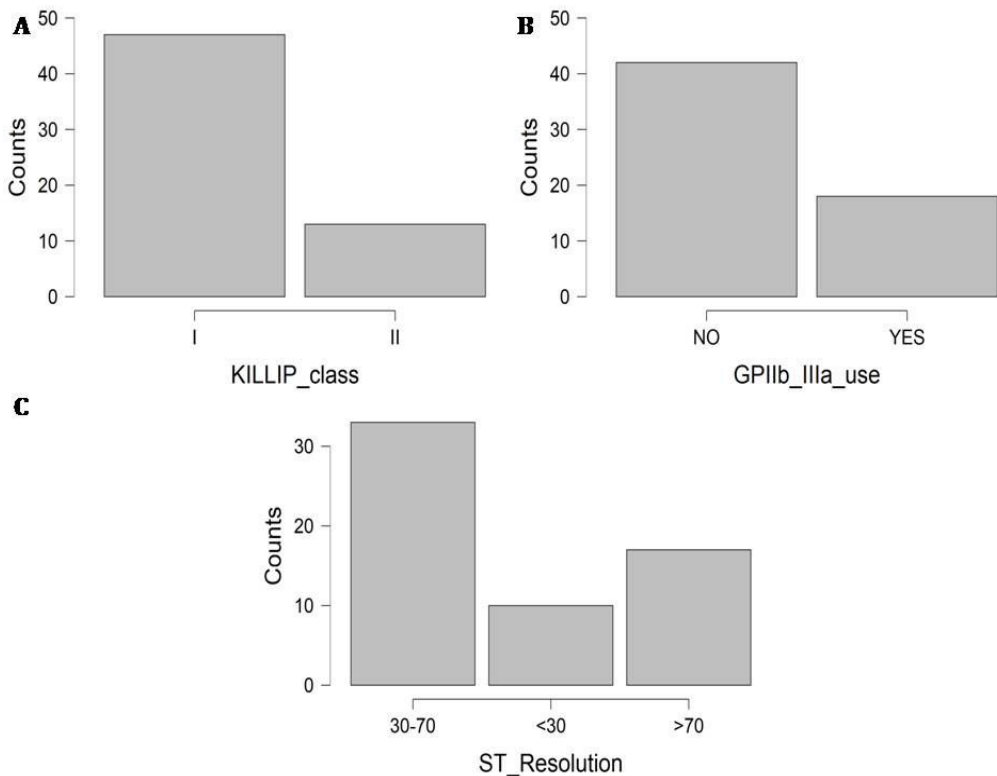 A
Counts
50
40
30
20
10
0
I II
KILLIP_class
B
Counts
50
40
30
20
10
0
NO YES
GPIIb_IIIa_use
C
Counts
30
20
10
0
30-70 <30 >70
ST_Resolution